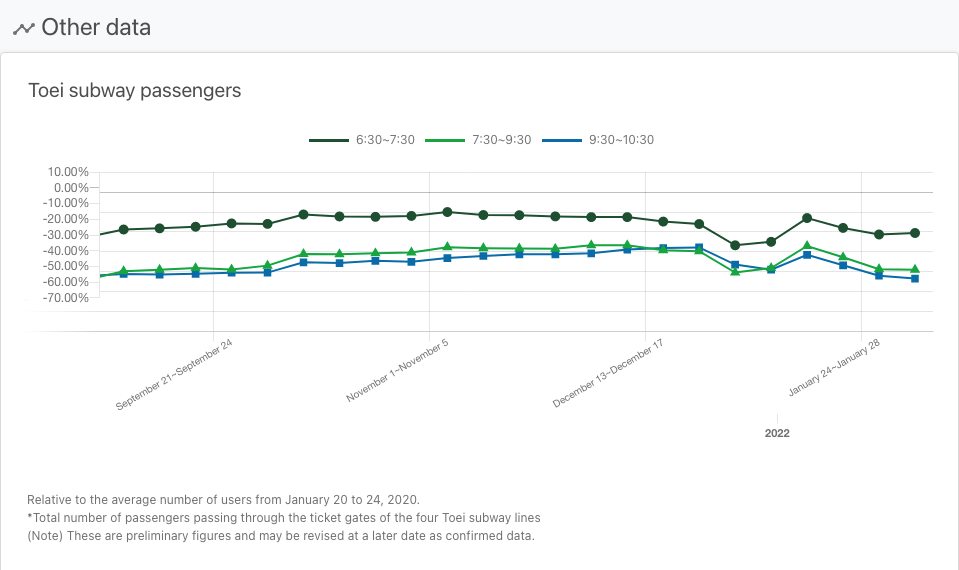 Other data
Toei subway passengers
6:30~7:30 7:30~9:30 9:30~10:30
10.00%
0.00%
-10.00%
-20.00%
-30.00%
-40.00%
-50.00%
-60.00%
-70.00%
September 21~September 24
November 1~November 5
December 13~December 17
January 24~January 28
2022
Relative to the average number of users from January 20 to 24, 2020.
*Total number of passengers passing through the ticket gates of the four Toei subway lines
(Note) These are preliminary figures and may be revised at a later date as confirmed data.